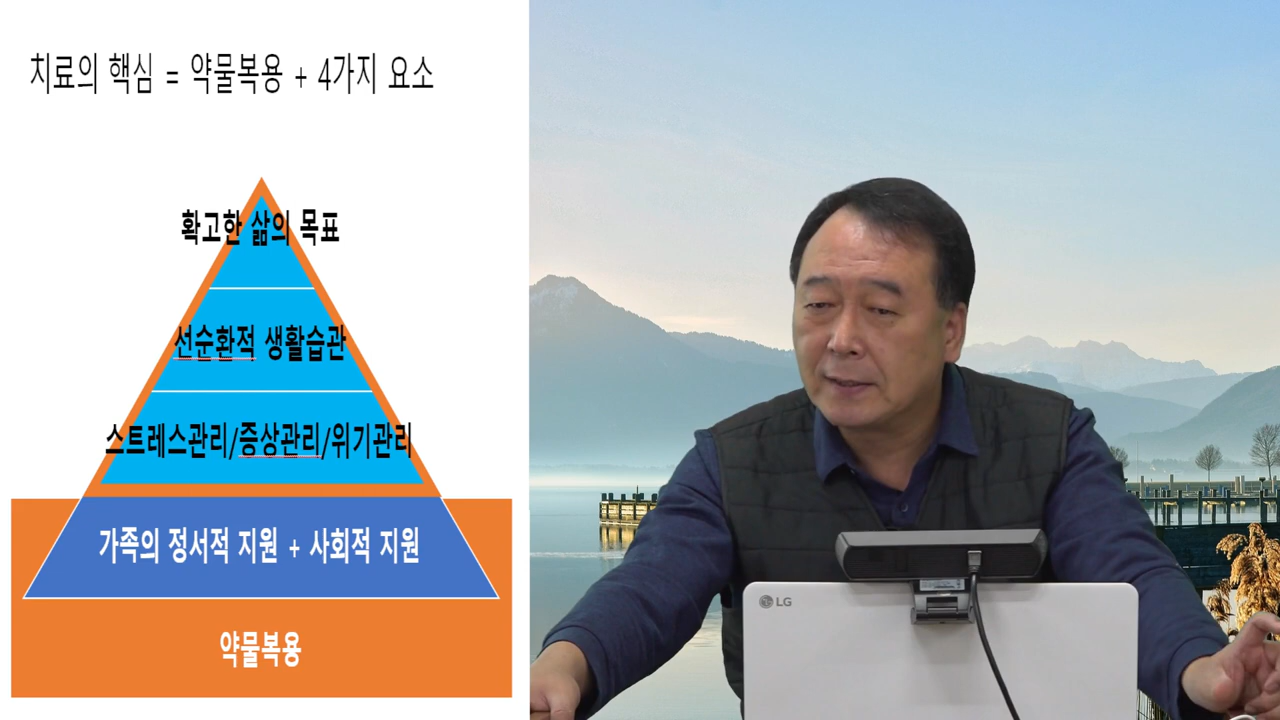 치료의 핵심 = 약물복용 + 4가지 요소
확고한 삶의 목표
선순환적 생활습관
스트레스관리/증상관리/위기관리
가족의 정서적 지원 + 사회적 지원
약물복용
LG